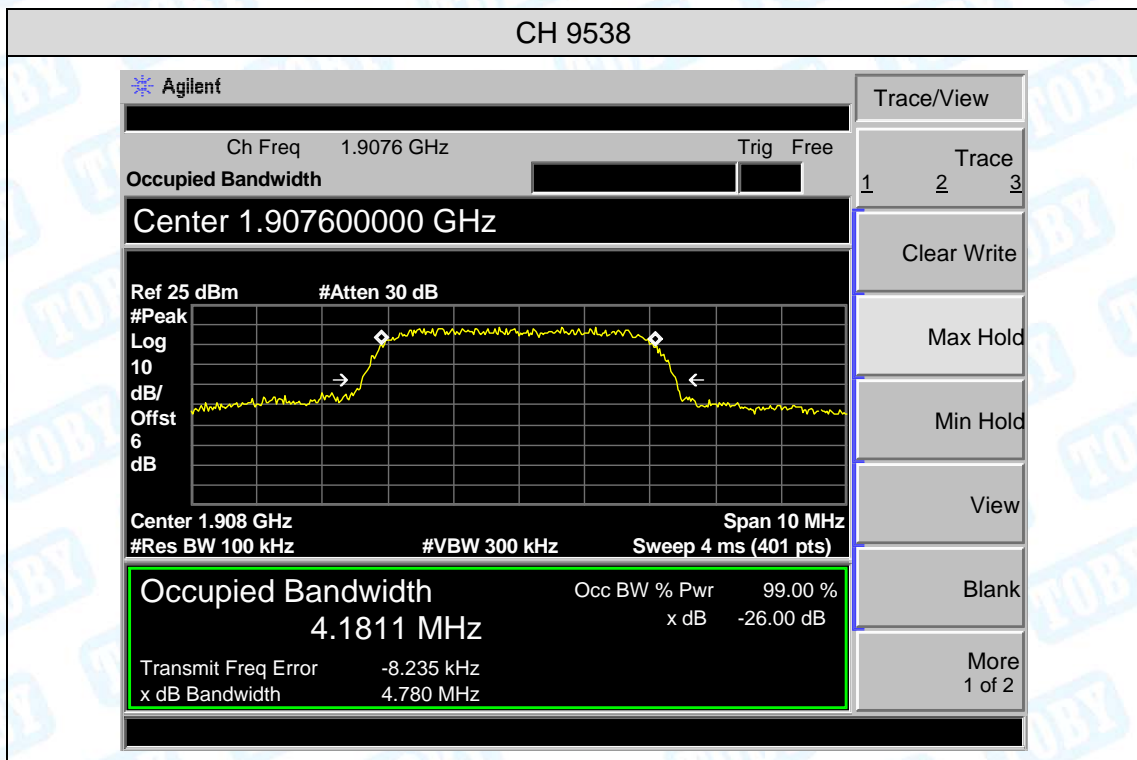 CH 9538
Agilent
Trace/View
Ch Freq 1.9076 GHz Trig Free
Occupied Bandwidth
Trace
1 2 3
Center 1.907600000 GHz
Clear Write
Ref 25 dBm #Atten 30 dB
#Peak
Log
10
dB/
Offst
6
dB
Max Hold
Min Hold
View
Center 1.908 GHz Span 10 MHz
#Res BW 100 kHz #VBW 300 kHz Sweep 4 ms (401 pts)
Occupied Bandwidth Occ BW % Pwr 99.00 %
4.1811 MHz x dB -26.00 dB
Transmit Freq Error -8.235 kHz
x dB Bandwidth 4.780 MHz
Blank
More
1 of 2
TOBY